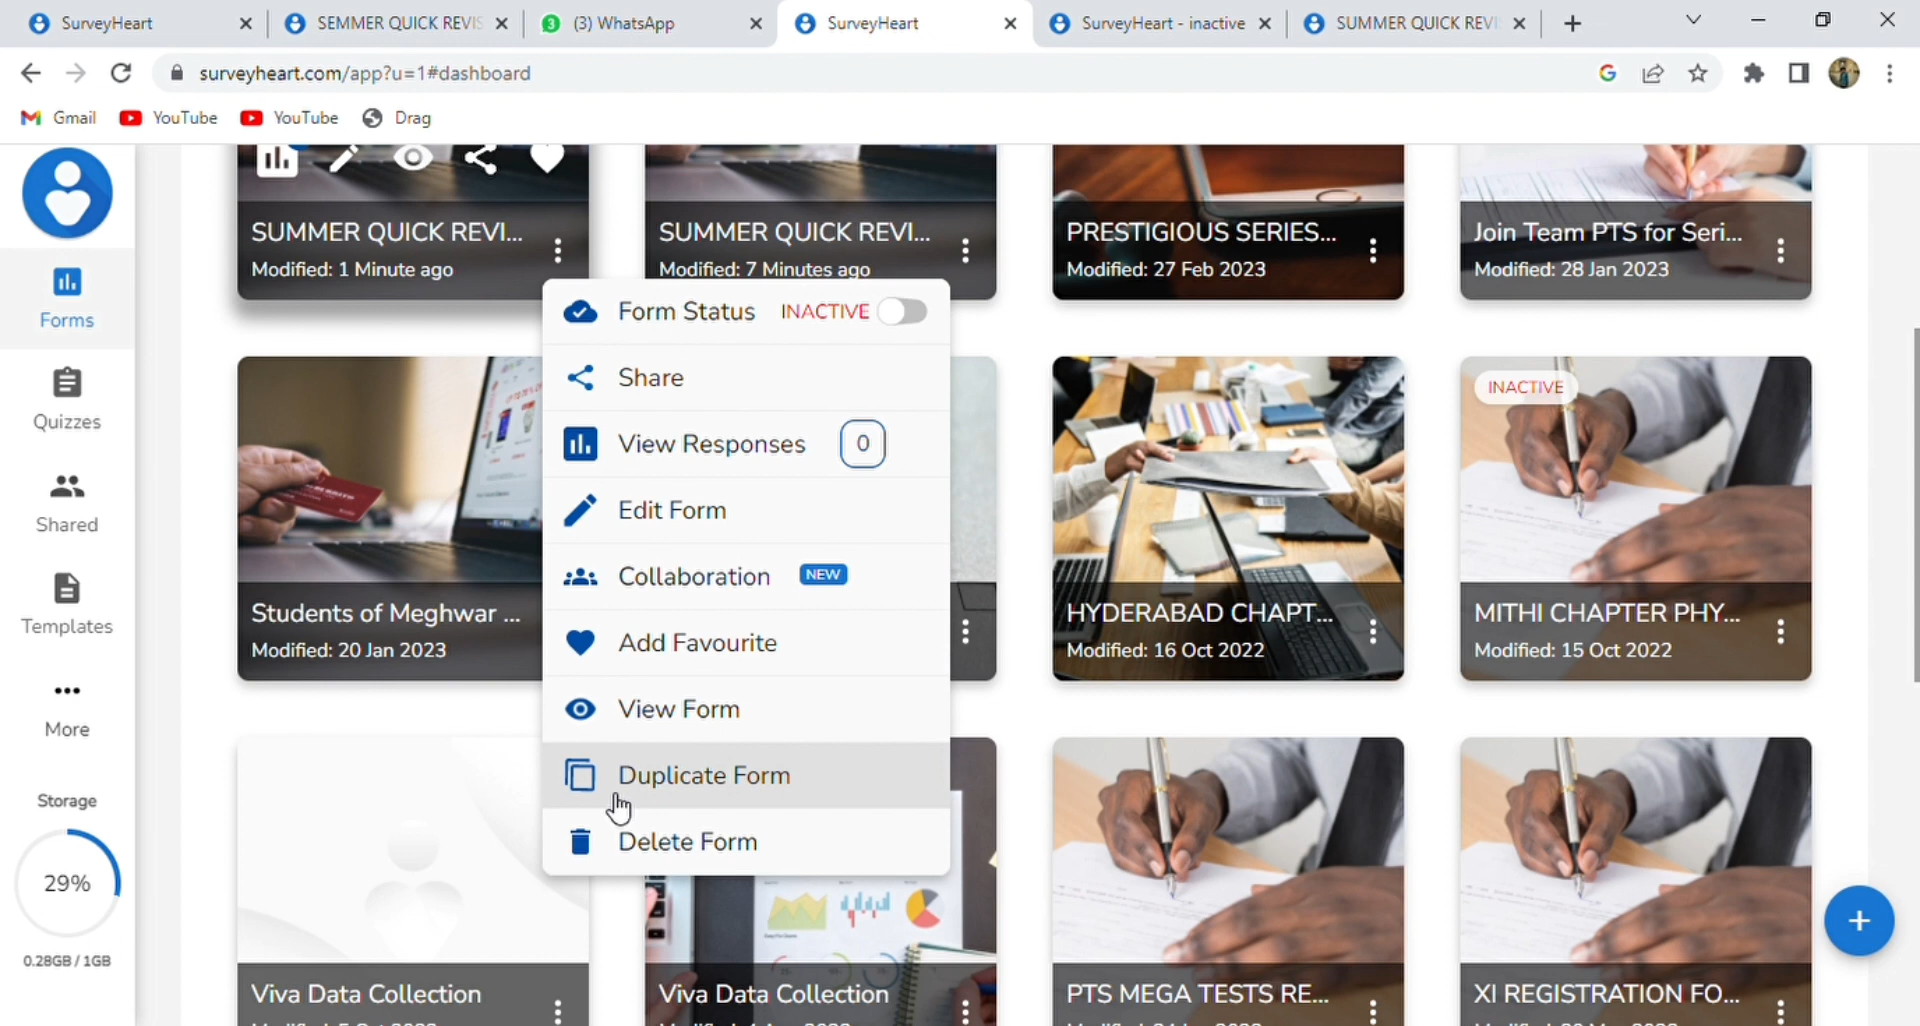 SurveyHeart
SEMMER QUICK REVIS
(3) WhatsApp
SurveyHeart
SurveyHeart - inactive
SUMMER QUICK REVI
surveyheart.com/app?u=1#dashboard
Gmail
YouTube
YouTube
Drag
Forms
Quizzes
Shared
Templates
More
Storage
29%
0.28GB / 1GB
SUMMER QUICK REVI...
Modified: 1 Minute ago
SUMMER QUICK REVI...
Modified: 7 Minutes ago
PRESTIGIOUS SERIES...
Modified: 27 Feb 2023
Join Team PTS for Seri...
Modified: 28 Jan 2023
Form Status INACTIVE
Share
View Responses 0
Edit Form
Collaboration NEW
Add Favourite
View Form
Duplicate Form
Delete Form
Students of Meghwar ...
Modified: 20 Jan 2023
HYDERABAD CHAPT...
Modified: 16 Oct 2022
INACTIVE
MITHI CHAPTER PHY...
Modified: 15 Oct 2022
Viva Data Collection
Viva Data Collection
PTS MEGA TESTS RE...
XI REGISTRATION FO...